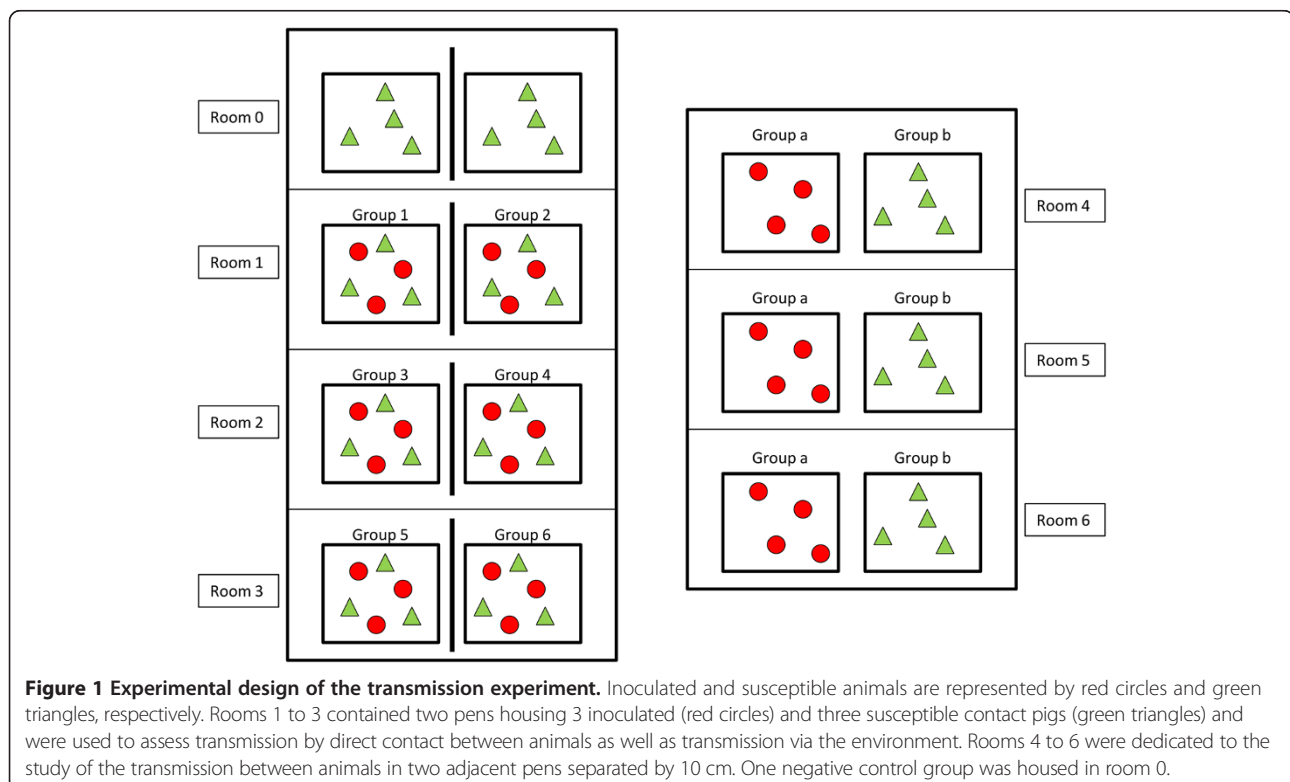 Room 0
Group 1 Group 2
Room 1
Group 3 Group 4
Room 2
Group 5 Group 6
Room 3
Group a Group b
Room 4
Group a Group b
Room 5
Group a Group b
Room 6
Figure 1 Experimental design of the transmission experiment. Inoculated and susceptible animals are represented by red circles and green
triangles, respectively. Rooms 1 to 3 contained two pens housing 3 inoculated (red circles) and three susceptible contact pigs (green triangles) and
were used to assess transmission by direct contact between animals as well as transmission via the environment. Rooms 4 to 6 were dedicated to the
study of the transmission between animals in two adjacent pens separated by 10 cm. One negative control group was housed in room 0.